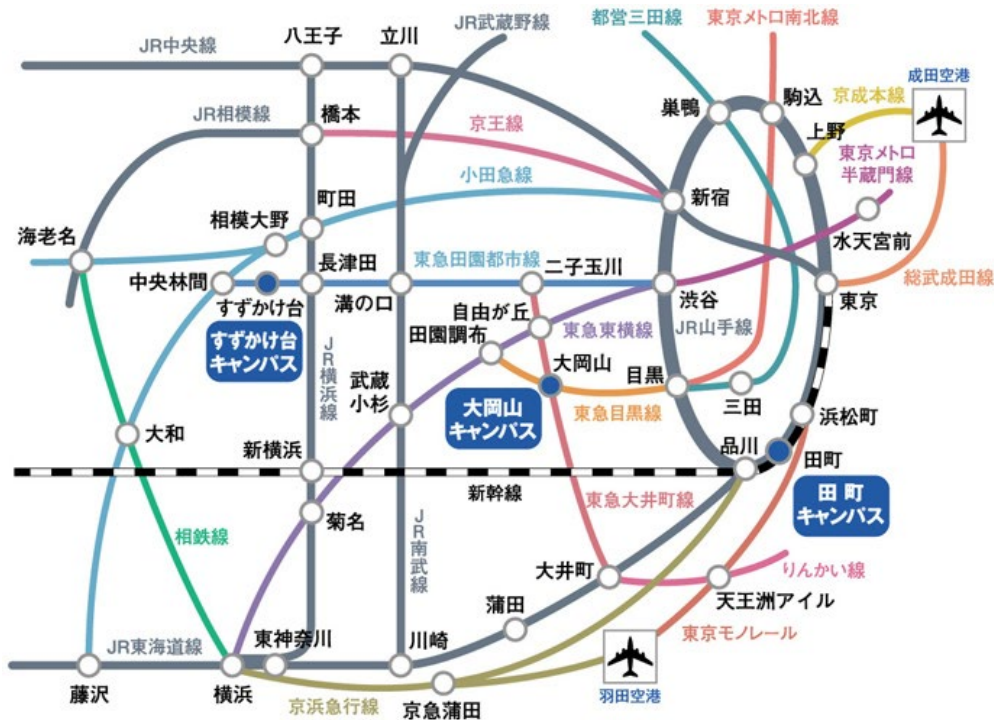 都営三田線
東京メトロ南北線
JR武蔵野線
八王子
立川
JR中央線
成田空港
駒込
京成本線
巣鴨
上野
JR相模線
橋本
京王線
東京メトロ
半蔵門線
小田急線
町田
新宿
相模大野
海老名
水天宮前
中央林間
長津田
東急田園都市線
二子玉川
すずかけ台
溝の口
渋谷
東京
総武成田線
自由が丘
東急東横線
JR山手線
すずかけ台
キャンパス
田園調布
大岡山
目黒
JR横浜線
武蔵
小杉
大岡山
キャンパス
東急目黒線
三田
浜松町
大和
新横浜
品川
田町
新幹線
東急大井町線
田町
キャンパス
菊名
相鉄線
JR南武線
大井町
りんかい線
天王洲アイル
蒲田
東京モノレール
JR東海道線
東神奈川
川崎
藤沢
横浜
京浜急行線
京急蒲田
羽田空港